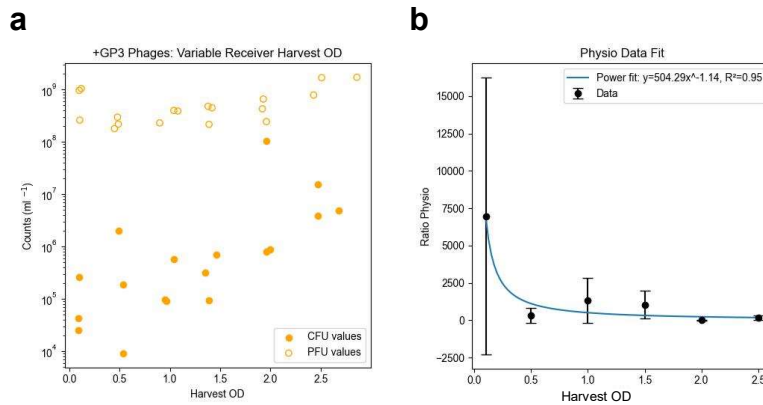 a
+GP3 Phages: Variable Receiver Harvest OD
10⁹
10⁸
10⁷
10⁶
10⁵
10⁴
Counts (ml ⁻¹)
0.0 0.5 1.0 1.5 2.0 2.5
Harvest OD
CFU values
PFU values
b
Physio Data Fit
Power fit: y=504.29x^-1.14, R²=0.95
Data
15000
12500
10000
7500
5000
2500
0
−2500
Ratio Physio
0.0 0.5 1.0 1.5 2.0 2.5
Harvest OD